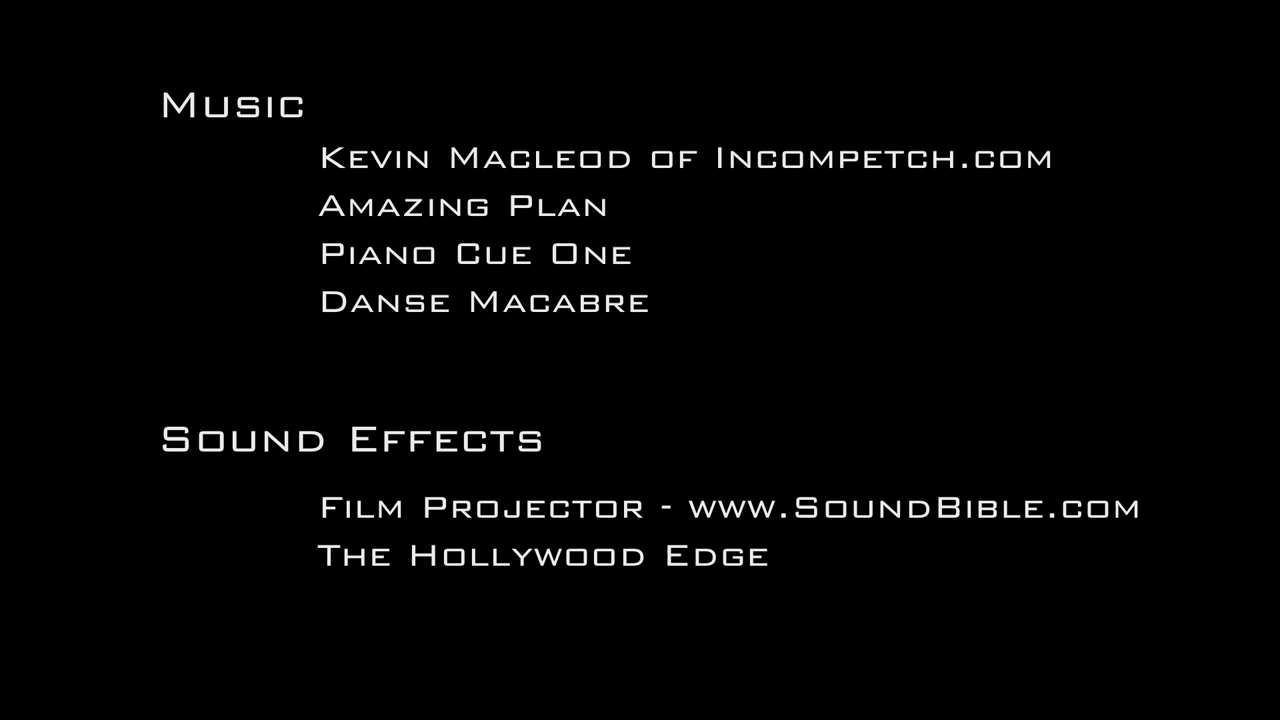 Music
Kevin Macleod of Incompetch.com
Amazing Plan
Piano Cue One
Danse Macabre
Sound Effects
Film Projector - www.SoundBible.com
The Hollywood Edge